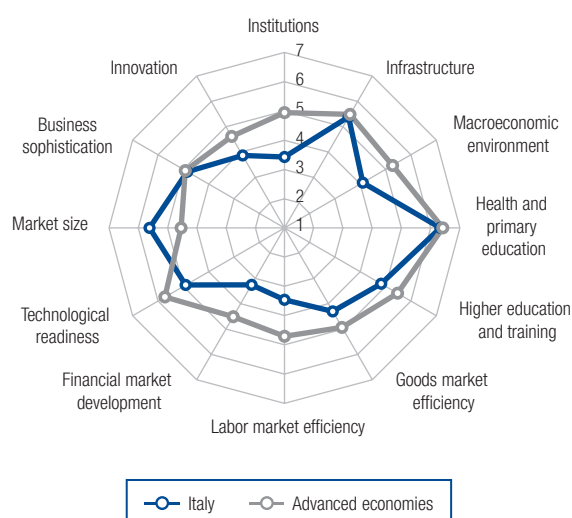 Institutions
7
6
5
4
3
2
1
Infrastructure
Macroeconomic
environment
Health and
primary
education
Higher education
and training
Goods market
efficiency
Labor market efficiency
Financial market
development
Technological
readiness
Market size
Business
sophistication
Innovation
Italy
Advanced economies